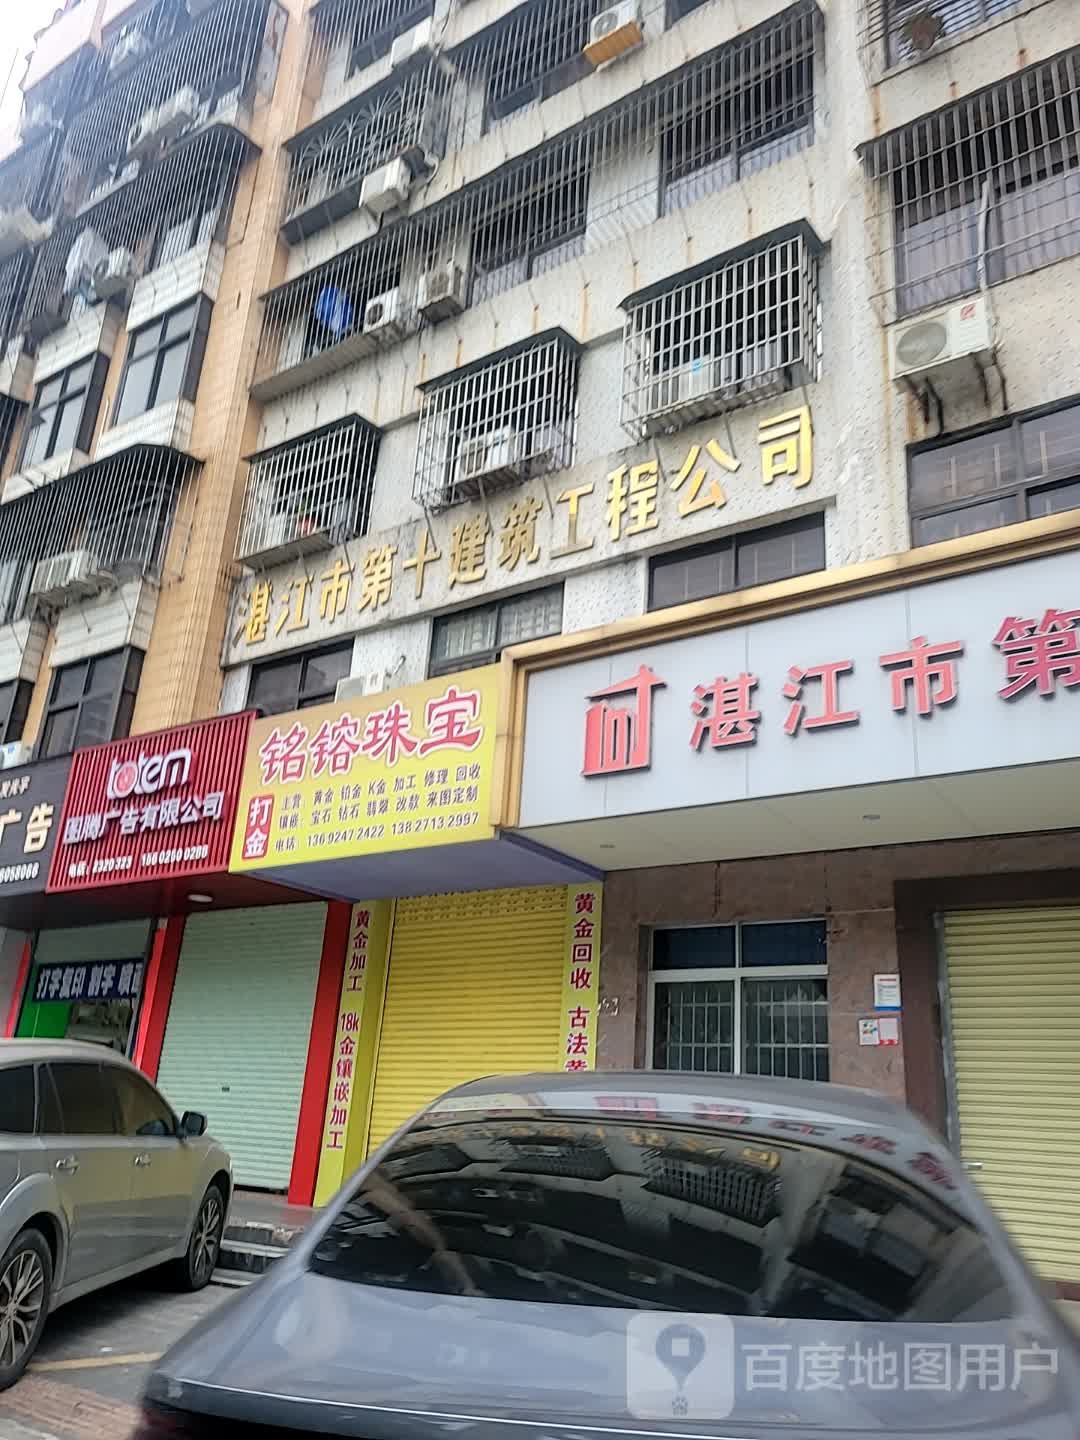 湛江市第十建筑工程公司
湛江市第
铭镕珠宝
打金
主营：黄金 铂金 K金 加工 修理 回收
镶嵌：宝石 钻石 翡翠 改款 来图定制
电话：136 9247 2422 138 2713 2997
totem
图腾广告有限公司
广告
黄金加工 18k金镶嵌加工
黄金回收 古法黄
打字复印 刻字 喷画
百度地图用户